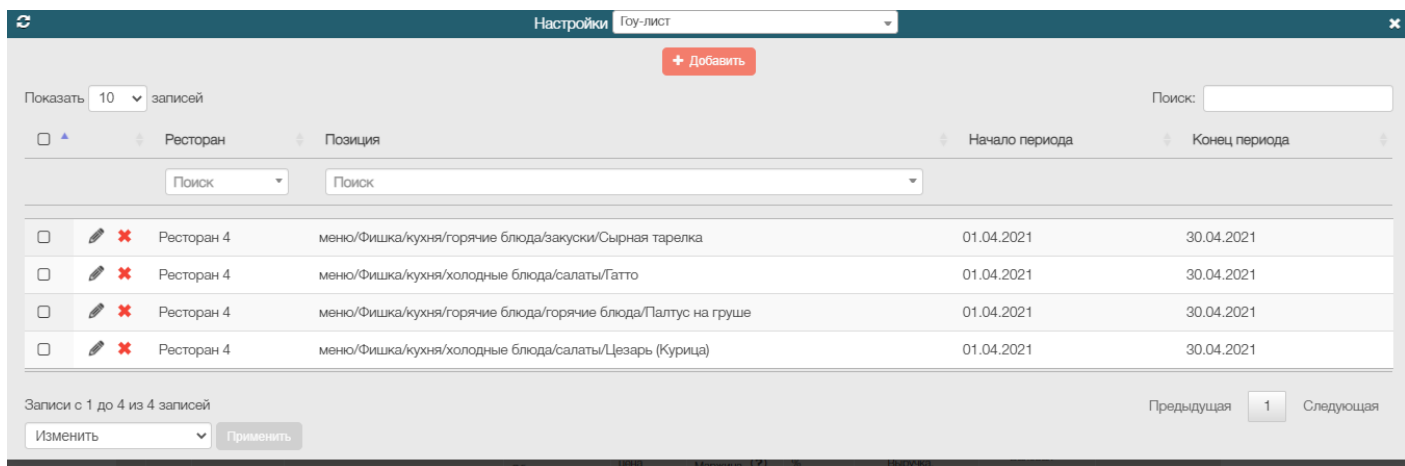 Настройки Гоу-лист
+ Добавить
Показать 10 записей Поиск:
Ресторан Позиция Начало периода Конец периода
Поиск Поиск
Ресторан 4 меню/Фишка/кухня/горячие блюда/закуски/Сырная тарелка 01.04.2021 30.04.2021
Ресторан 4 меню/Фишка/кухня/холодные блюда/салаты/Гатто 01.04.2021 30.04.2021
Ресторан 4 меню/Фишка/кухня/горячие блюда/горячие блюда/Палтус на груше 01.04.2021 30.04.2021
Ресторан 4 меню/Фишка/кухня/холодные блюда/салаты/Цезарь (Курица) 01.04.2021 30.04.2021
Записи с 1 до 4 из 4 записей Предыдущая 1 Следующая
Изменить Применить